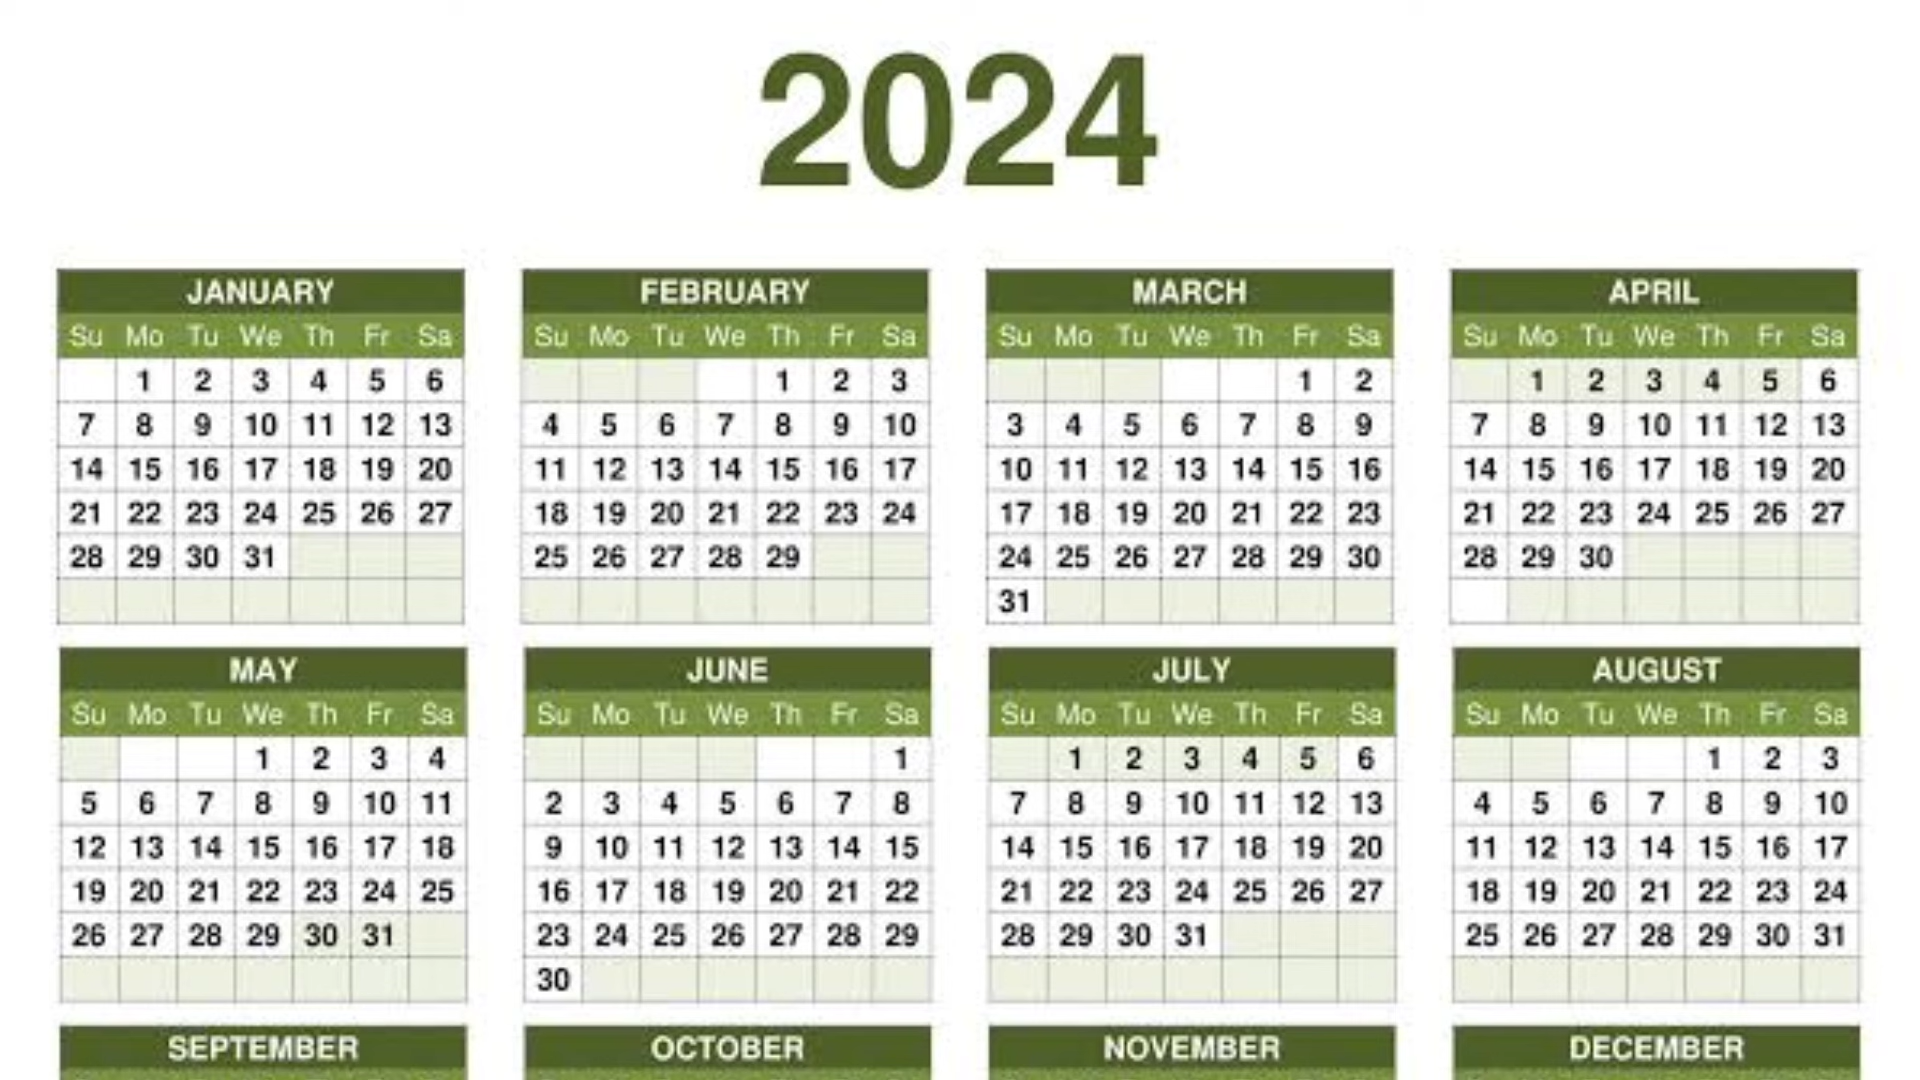 2024
JANUARY
Su Mo Tu We Th Fr Sa
1 2 3 4 5 6
7 8 9 10 11 12 13
14 15 16 17 18 19 20
21 22 23 24 25 26 27
28 29 30 31
FEBRUARY
Su Mo Tu We Th Fr Sa
1 2 3
4 5 6 7 8 9 10
11 12 13 14 15 16 17
18 19 20 21 22 23 24
25 26 27 28 29
MARCH
Su Mo Tu We Th Fr Sa
1 2
3 4 5 6 7 8 9
10 11 12 13 14 15 16
17 18 19 20 21 22 23
24 25 26 27 28 29 30
31
APRIL
Su Mo Tu We Th Fr Sa
1 2 3 4 5 6
7 8 9 10 11 12 13
14 15 16 17 18 19 20
21 22 23 24 25 26 27
28 29 30
MAY
Su Mo Tu We Th Fr Sa
1 2 3 4
5 6 7 8 9 10 11
12 13 14 15 16 17 18
19 20 21 22 23 24 25
26 27 28 29 30 31
JUNE
Su Mo Tu We Th Fr Sa
1
2 3 4 5 6 7 8
9 10 11 12 13 14 15
16 17 18 19 20 21 22
23 24 25 26 27 28 29
30
JULY
Su Mo Tu We Th Fr Sa
1 2 3 4 5 6
7 8 9 10 11 12 13
14 15 16 17 18 19 20
21 22 23 24 25 26 27
28 29 30 31
AUGUST
Su Mo Tu We Th Fr Sa
1 2 3
4 5 6 7 8 9 10
11 12 13 14 15 16 17
18 19 20 21 22 23 24
25 26 27 28 29 30 31
SEPTEMBER
OCTOBER
NOVEMBER
DECEMBER